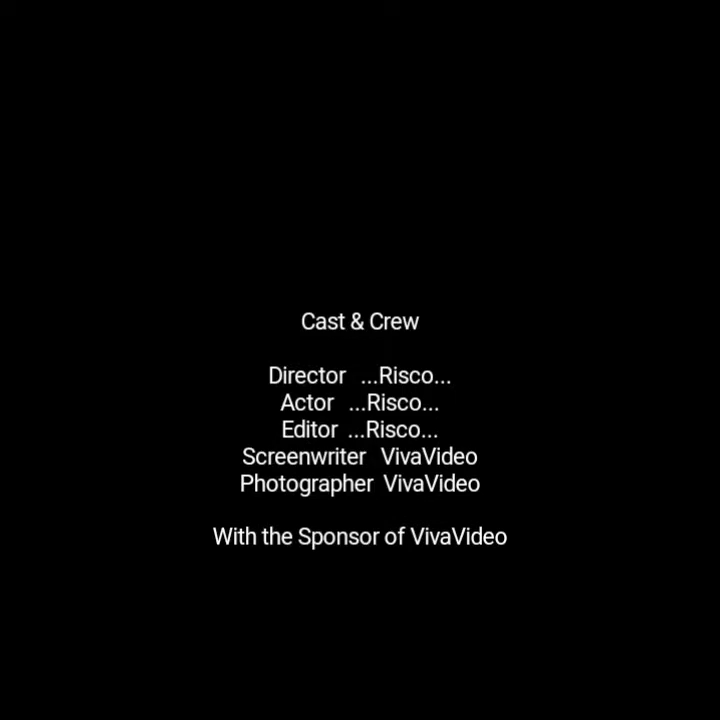 Cast & Crew
Director ...Risco...
Actor ...Risco...
Editor ...Risco...
Screenwriter VivaVideo
Photographer VivaVideo
With the Sponsor of VivaVideo